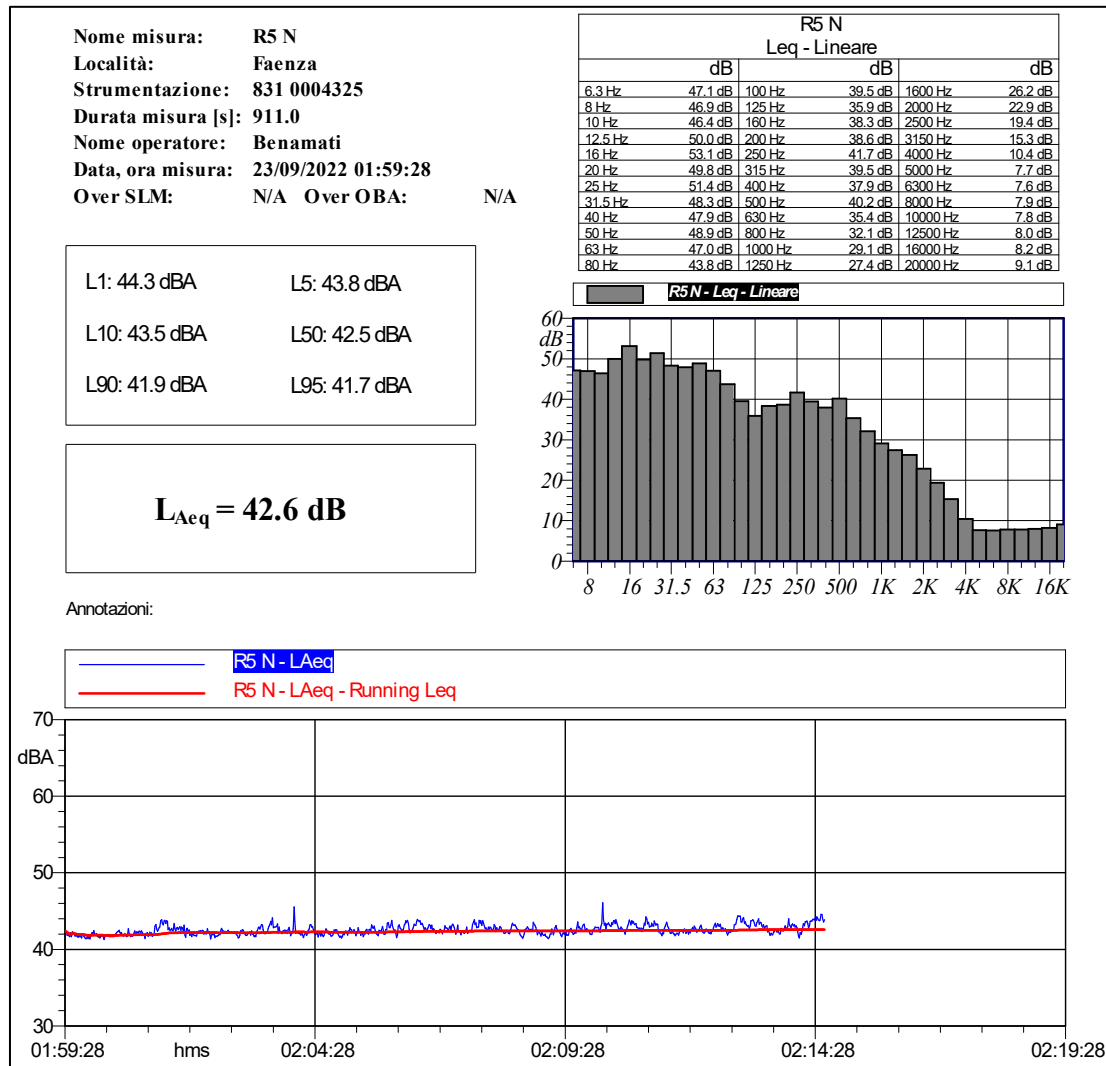 Nome misura: R5 N
Località: Faenza
Strumentazione: 831 0004325
Durata misura [s]: 911.0
Nome operatore: Benamati
Data, ora misura: 23/09/2022 01:59:28
Over SLM: N/A Over OBA: N/A
R5 N
Leq - Lineare
dB dB dB
6.3 Hz 47.1 dB 100 Hz 39.5 dB 1600 Hz 26.2 dB
8 Hz 46.9 dB 125 Hz 35.9 dB 2000 Hz 22.9 dB
10 Hz 46.4 dB 160 Hz 38.3 dB 2500 Hz 19.4 dB
12.5 Hz 50.0 dB 200 Hz 38.6 dB 3150 Hz 15.3 dB
16 Hz 53.1 dB 250 Hz 41.7 dB 4000 Hz 10.4 dB
20 Hz 49.8 dB 315 Hz 39.5 dB 5000 Hz 7.7 dB
25 Hz 51.4 dB 400 Hz 37.9 dB 6300 Hz 7.6 dB
31.5 Hz 48.3 dB 500 Hz 40.2 dB 8000 Hz 7.9 dB
40 Hz 47.9 dB 630 Hz 35.4 dB 10000 Hz 7.8 dB
50 Hz 48.9 dB 800 Hz 32.1 dB 12500 Hz 8.0 dB
63 Hz 47.0 dB 1000 Hz 29.1 dB 16000 Hz 8.2 dB
80 Hz 43.8 dB 1250 Hz 27.4 dB 20000 Hz 9.1 dB
L1: 44.3 dBA L5: 43.8 dBA
L10: 43.5 dBA L50: 42.5 dBA
L90: 41.9 dBA L95: 41.7 dBA
LAeq = 42.6 dB
R5 N - Leq - Lineare
60
dB
50
40
30
20
10
0
8 16 31.5 63 125 250 500 1K 2K 4K 8K 16K
Annotazioni:
R5 N - LAeq
R5 N - LAeq - Running Leq
70
dBA
60
50
40
30
01:59:28 hms 02:04:28 02:09:28 02:14:28 02:19:28